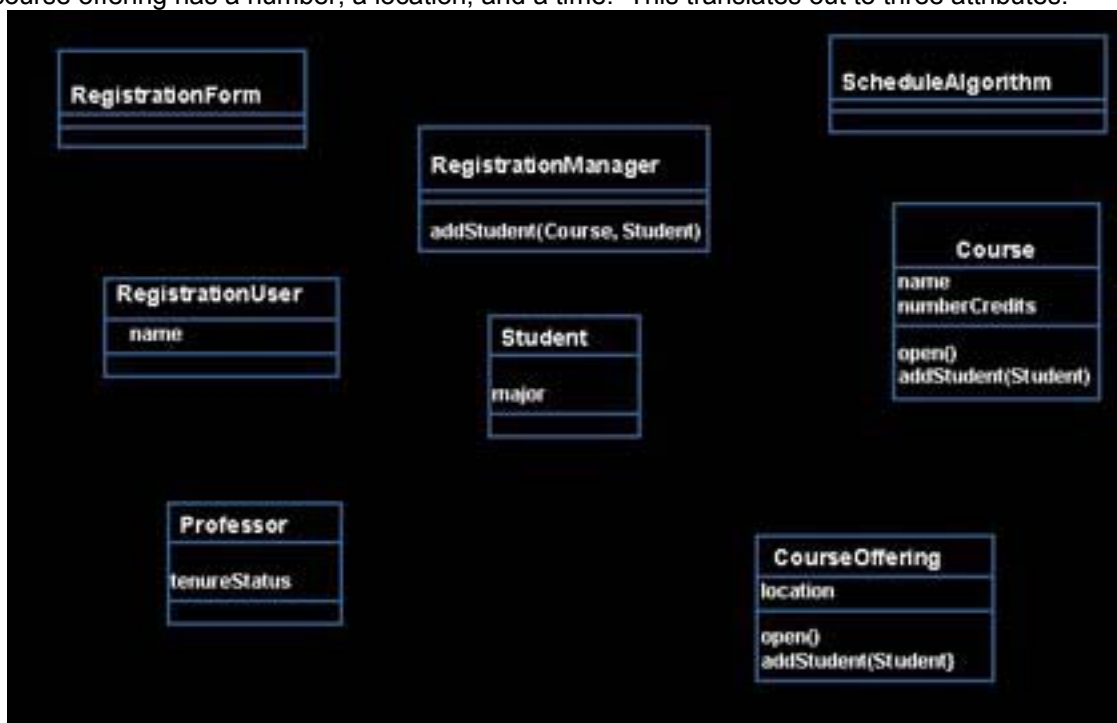 course offering has a number, a location, and a time. This translates out to three attributes.
RegistrationForm
ScheduleAlgorithm
RegistrationManager
addStudent(Course, Student)
Course
name
numberCredits
open()
addStudent(Student)
RegistrationUser
name
Student
major
Professor
tenureStatus
CourseOffering
location
open()
addStudent(Student}